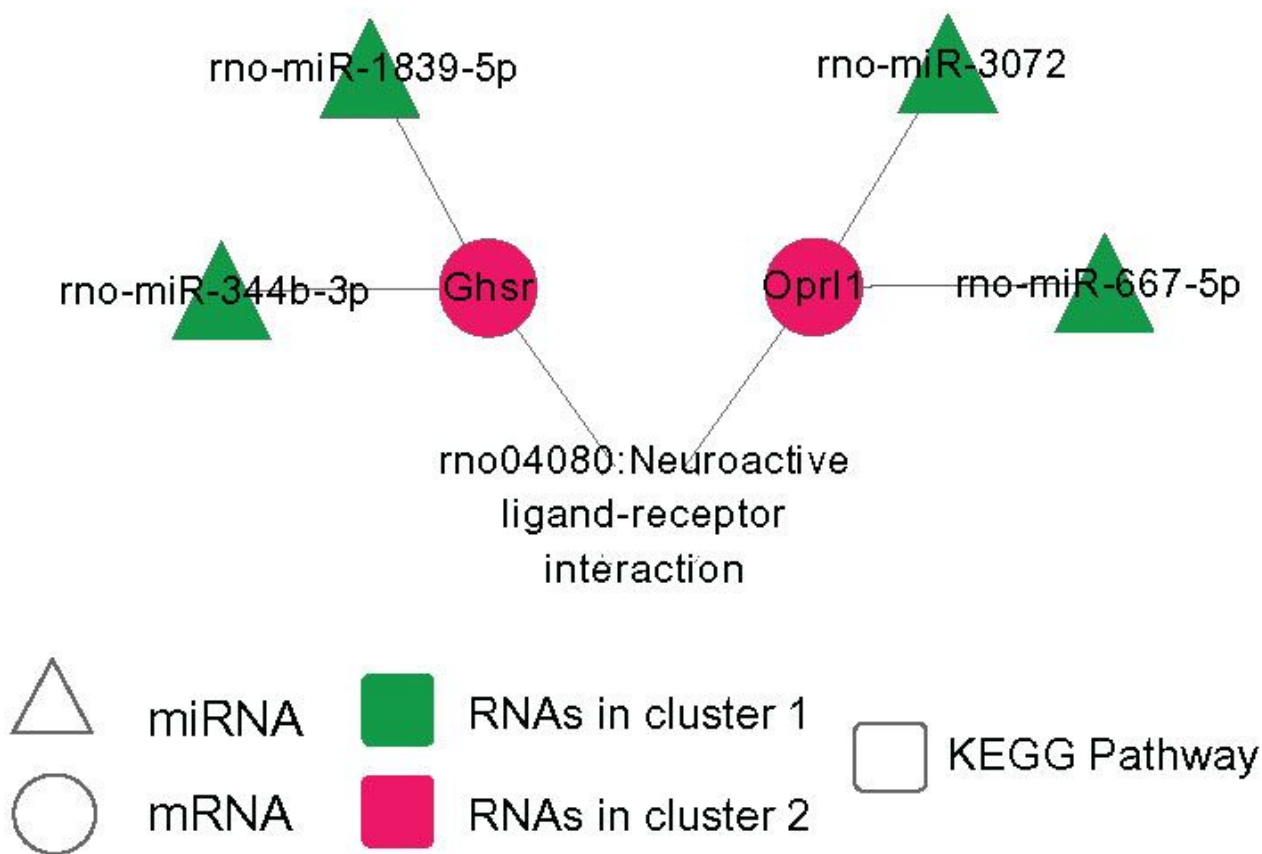 rno-miR-1839-5p
rno-miR-3072
rno-miR-344b-3p
Ghsr
Oprl1
rno-miR-667-5p
rno04080:Neuroactive
ligand-receptor
interaction
miRNA
RNAs in cluster 1
KEGG Pathway
mRNA
RNAs in cluster 2